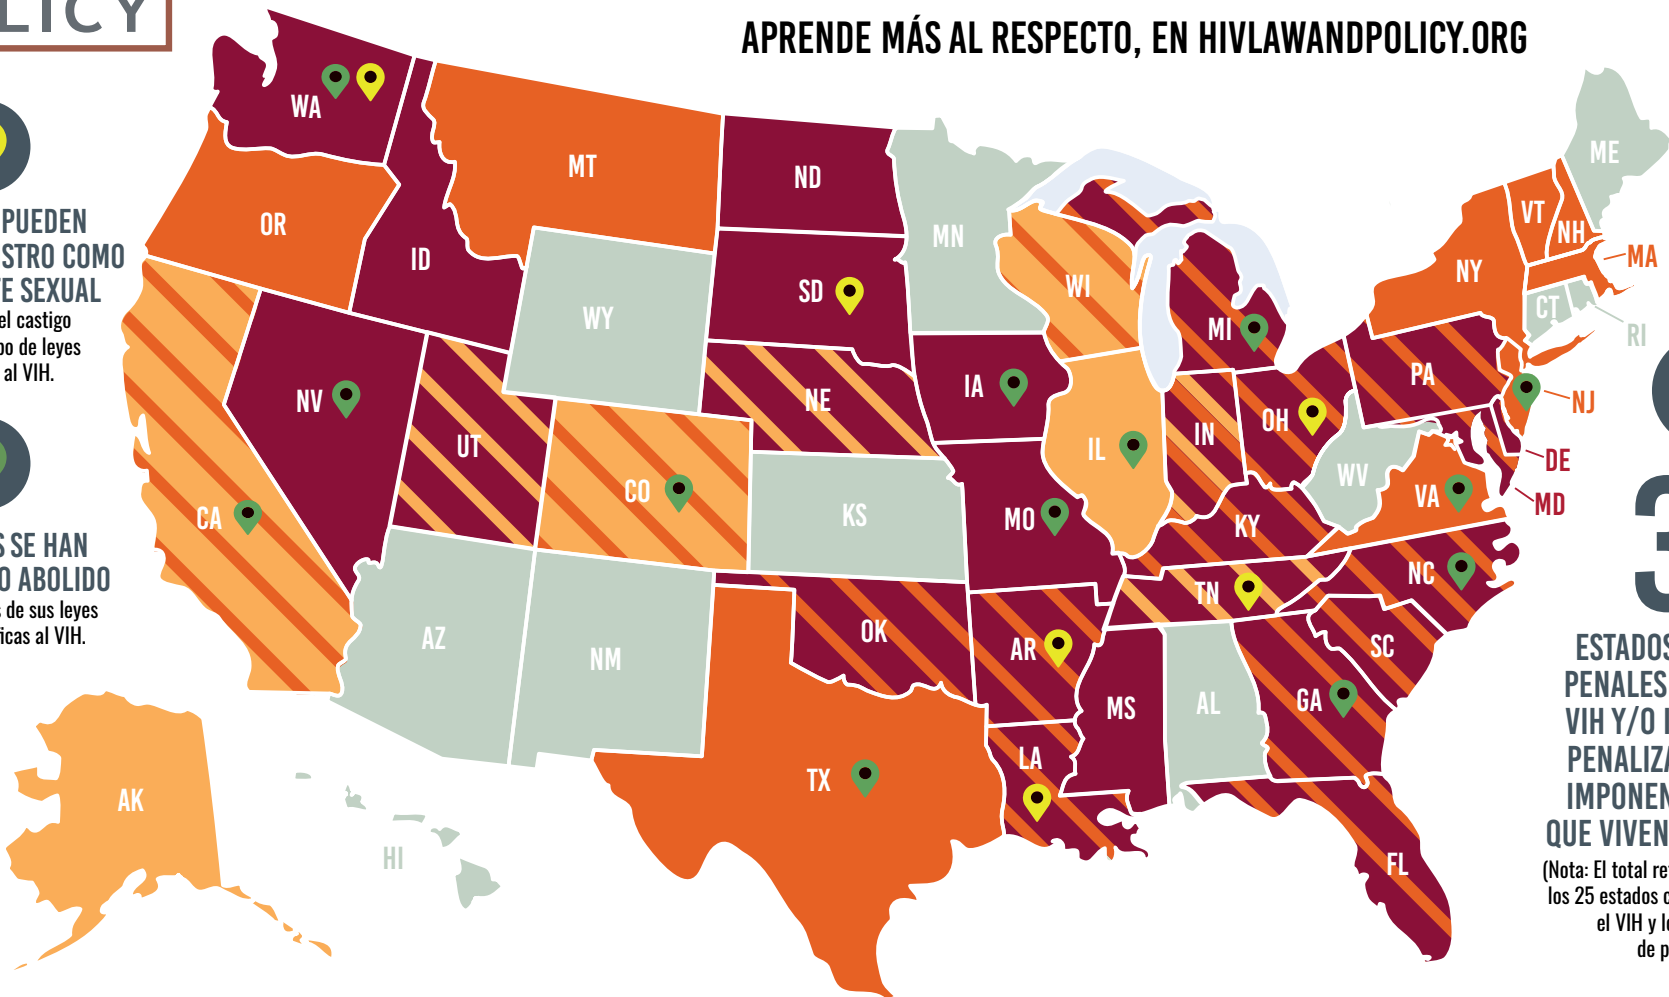 LICY
APRENDE MÁS AL RESPECTO, EN HIVLAWANDPOLICY.ORG
PUEDEN
STRO COMO
E SEXUAL
el castigo
po de leyes
al VIH.
S SE HAN
O ABOLIDO
s de sus leyes
ficas al VIH.
WA
MT
ND
OR
ID
SD
MN
WI
MI
ME
VT
NH
NY
MA
CT
RI
WY
NV
UT
NE
IA
IL
IN
OH
PA
NJ
DE
MD
CA
CO
KS
MO
KY
WV
VA
AZ
NM
OK
AR
TN
NC
SC
MS
AL
GA
TX
LA
FL
AK
HI
3
ESTADOS
PENALES
VIH Y/O
PENALIZA
IMPONEN
QUE VIVEN
(Nota: El total re
los 25 estados
el VIH y l
de p